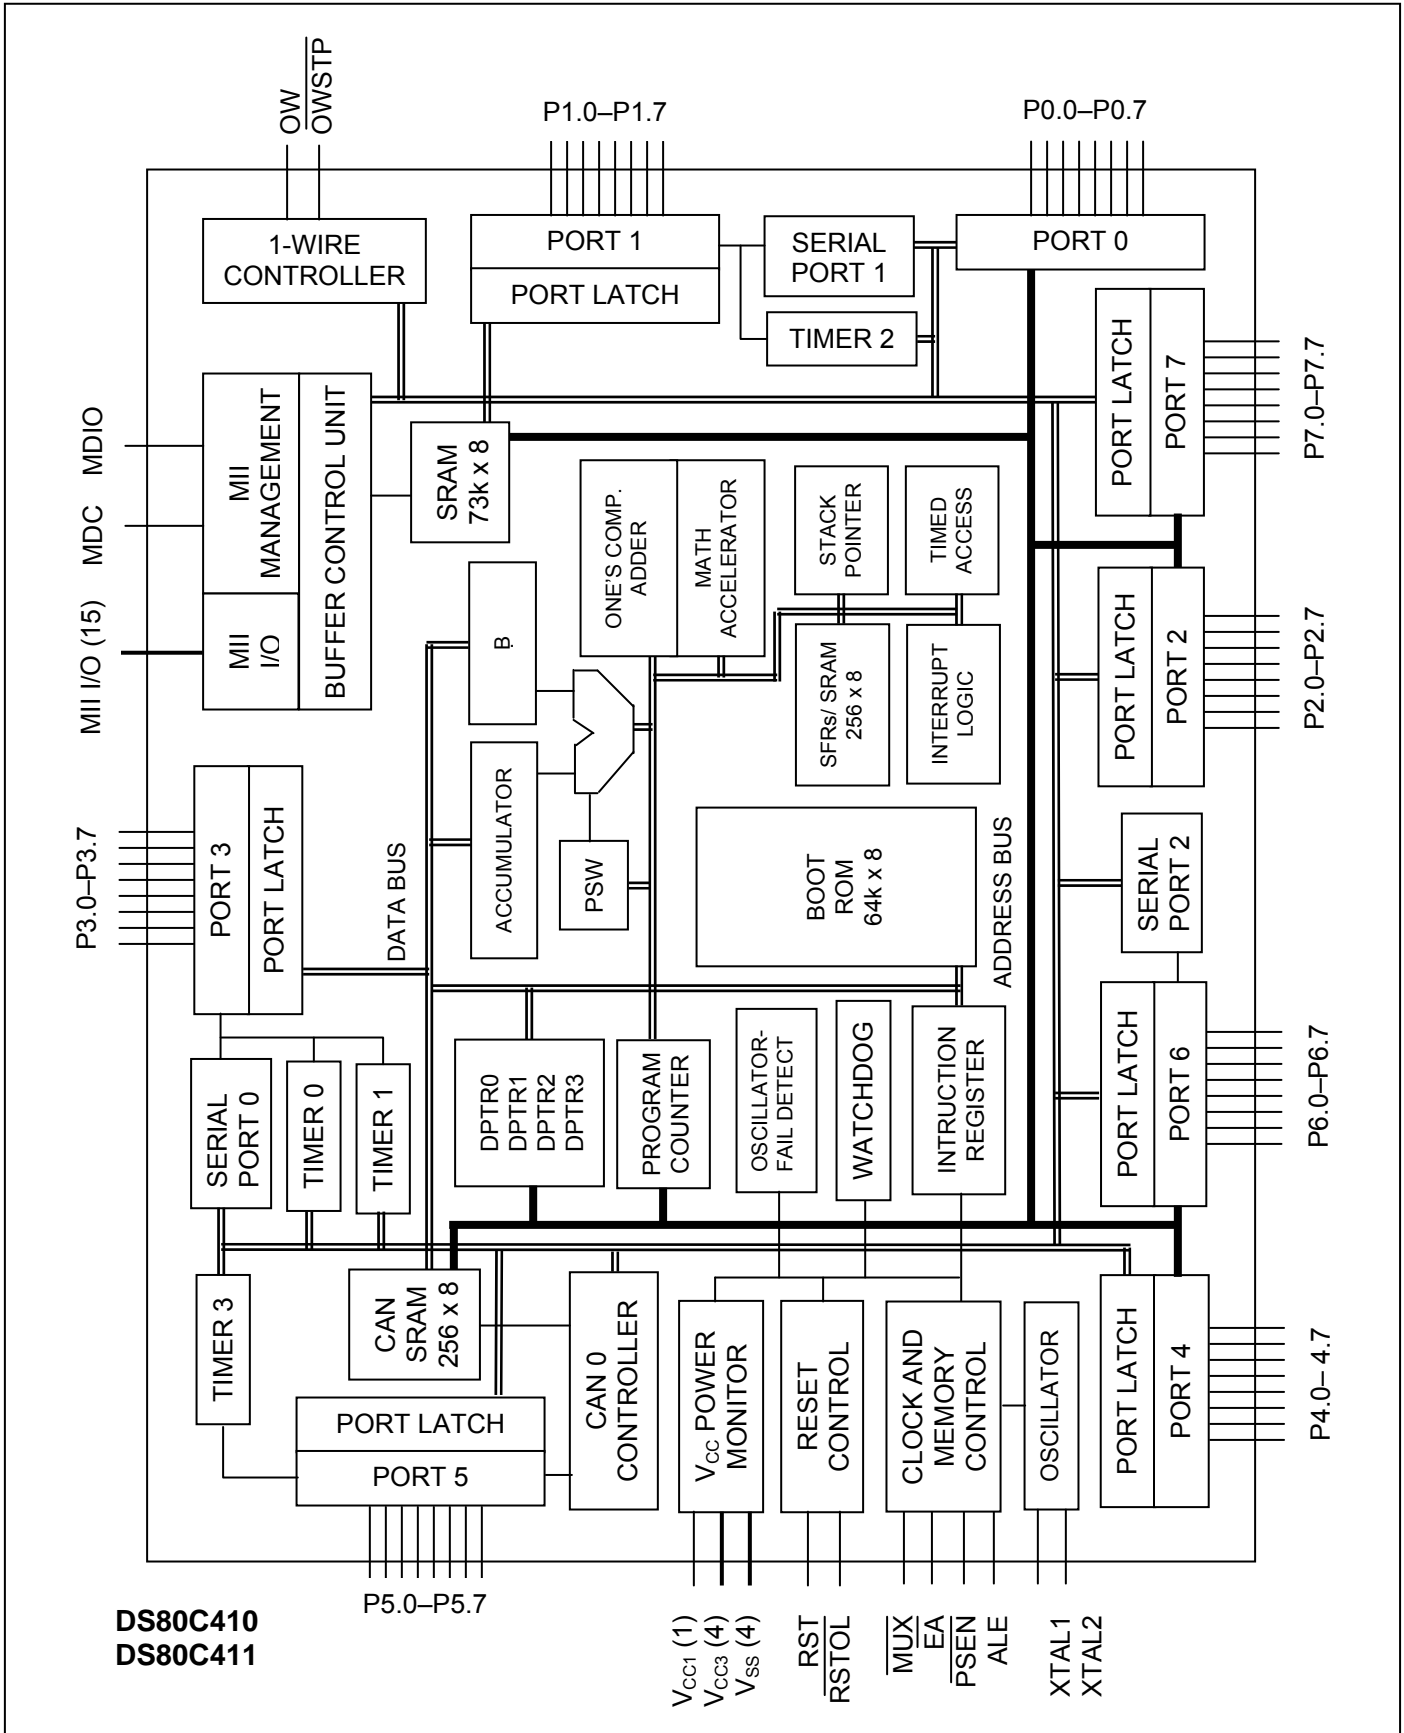 OW
O̅W̅S̅T̅P̅
P1.0–P1.7
P0.0–P0.7
1-WIRE
CONTROLLER
PORT 1
PORT LATCH
SERIAL
PORT 1
TIMER 2
PORT 0
PORT LATCH
PORT 7
P7.0–P7.7
MDIO
MDC
MII I/O (15)
MII
MANAGEMENT
MII
I/O
BUFFER CONTROL UNIT
SRAM
73k x 8
ONE'S COMP.
ADDER
MATH
ACCELERATOR
STACK
POINTER
TIMED
ACCESS
B
SFRs/ SRAM
256 x 8
INTERRUPT
LOGIC
PORT LATCH
PORT 2
P2.0–P2.7
P3.0–P3.7
PORT 3
PORT LATCH
DATA BUS
ACCUMULATOR
PSW
BOOT
ROM
64k x 8
ADDRESS BUS
SERIAL
PORT 2
SERIAL
PORT 0
TIMER 0
TIMER 1
DPTR0
DPTR1
DPTR2
DPTR3
PROGRAM
COUNTER
OSCILLATOR-
FAIL DETECT
WATCHDOG
INTRUCTION
REGISTER
PORT LATCH
PORT 6
P6.0–P6.7
TIMER 3
CAN
SRAM
256 x 8
CAN 0
CONTROLLER
VCC POWER
MONITOR
RESET
CONTROL
CLOCK AND
MEMORY
CONTROL
OSCILLATOR
PORT LATCH
PORT 4
P4.0– 4.7
PORT LATCH
PORT 5
P5.0–P5.7
VCC1 (1)
VCC3 (4)
VSS (4)
RST
R̅S̅T̅O̅L̅
M̅U̅X̅
E̅A̅
P̅S̅E̅N̅
ALE
XTAL1
XTAL2
DS80C410
DS80C411